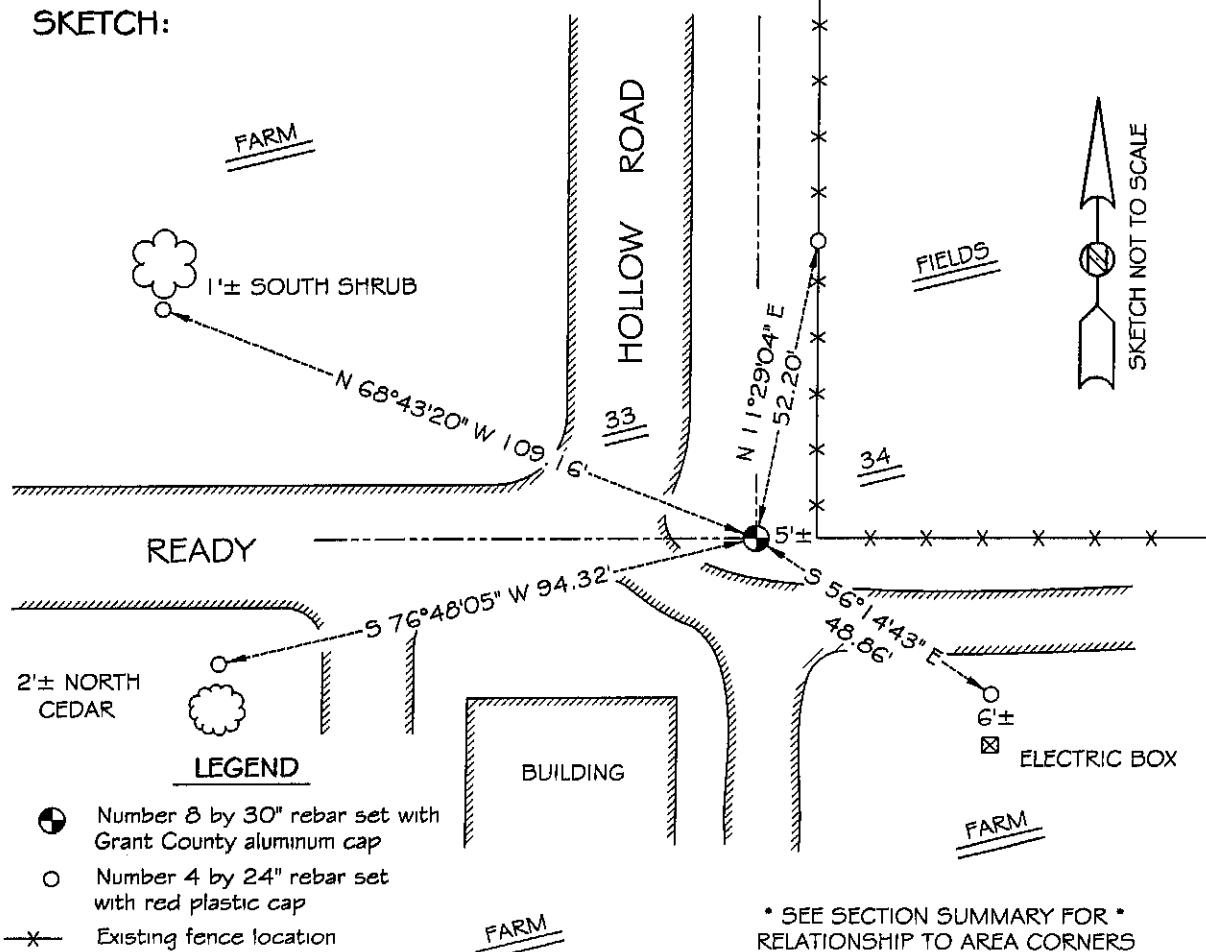 SKETCH:
FARM
HOLLOW ROAD
FIELDS
SKETCH NOT TO SCALE
N
1'± SOUTH SHRUB
N 68°43'20" W 109.16'
N 11°29'04" E
52.20'
33
34
READY
5'±
S 76°48'05" W 94.32'
S 56°14'43" E
48.86'
2'± NORTH
CEDAR
6'±
ELECTRIC BOX
BUILDING
FARM
LEGEND
Number 8 by 30" rebar set with
Grant County aluminum cap
Number 4 by 24" rebar set
with red plastic cap
x Existing fence location
FARM
* SEE SECTION SUMMARY FOR *
RELATIONSHIP TO AREA CORNERS